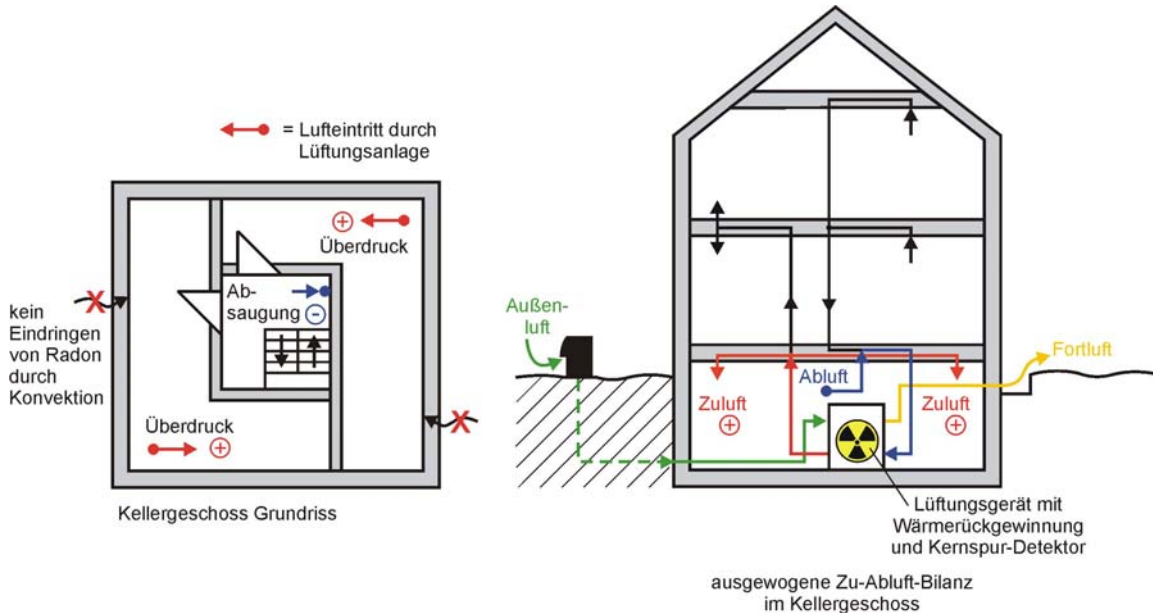 = Lufteintritt durch
Lüftungsanlage
+
Überdruck
Ab-
saugung
−
kein
Eindringen
von Radon
durch
Konvektion
X
X
Überdruck
+
Kellergeschoss Grundriss
Außen-
luft
Fortluft
Abluft
Zuluft
+
Zuluft
+
Lüftungsgerät mit
Wärmerückgewinnung
und Kernspur-Detektor
ausgewogene Zu-Abluft-Bilanz
im Kellergeschoss